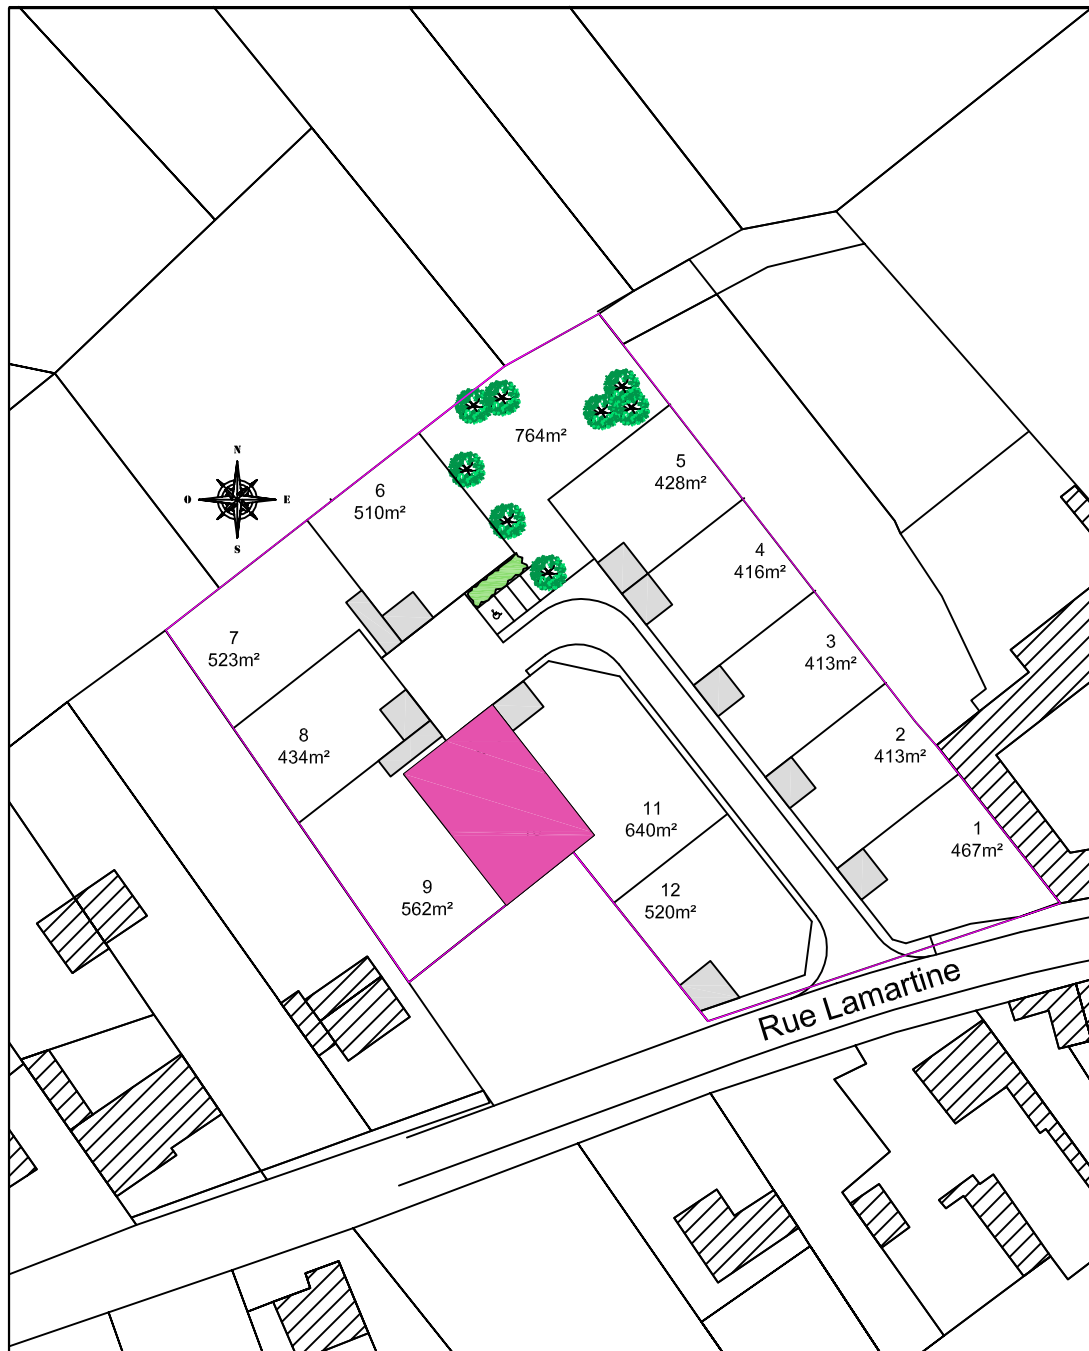 764m²
5
428m²
6
510m²
N
O
E
S
4
416m²
7
523m²
3
413m²
8
434m²
2
413m²
11
640m²
1
467m²
9
562m²
12
520m²
Rue Lamartine